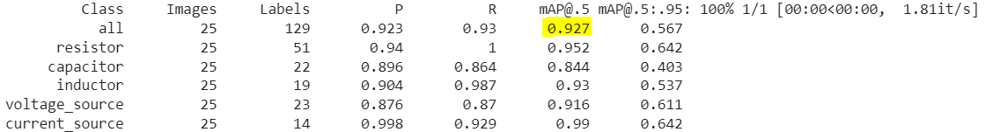 Class Images Labels P R mAP@.5 mAP@.5:.95: 100% 1/1 [00:00<00:00, 1.81it/s]
all 25 129 0.923 0.93 0.927 0.567
resistor 25 51 0.94 1 0.952 0.642
capacitor 25 22 0.896 0.864 0.844 0.403
inductor 25 19 0.904 0.987 0.93 0.537
voltage_source 25 23 0.876 0.87 0.916 0.611
current_source 25 14 0.998 0.929 0.99 0.642